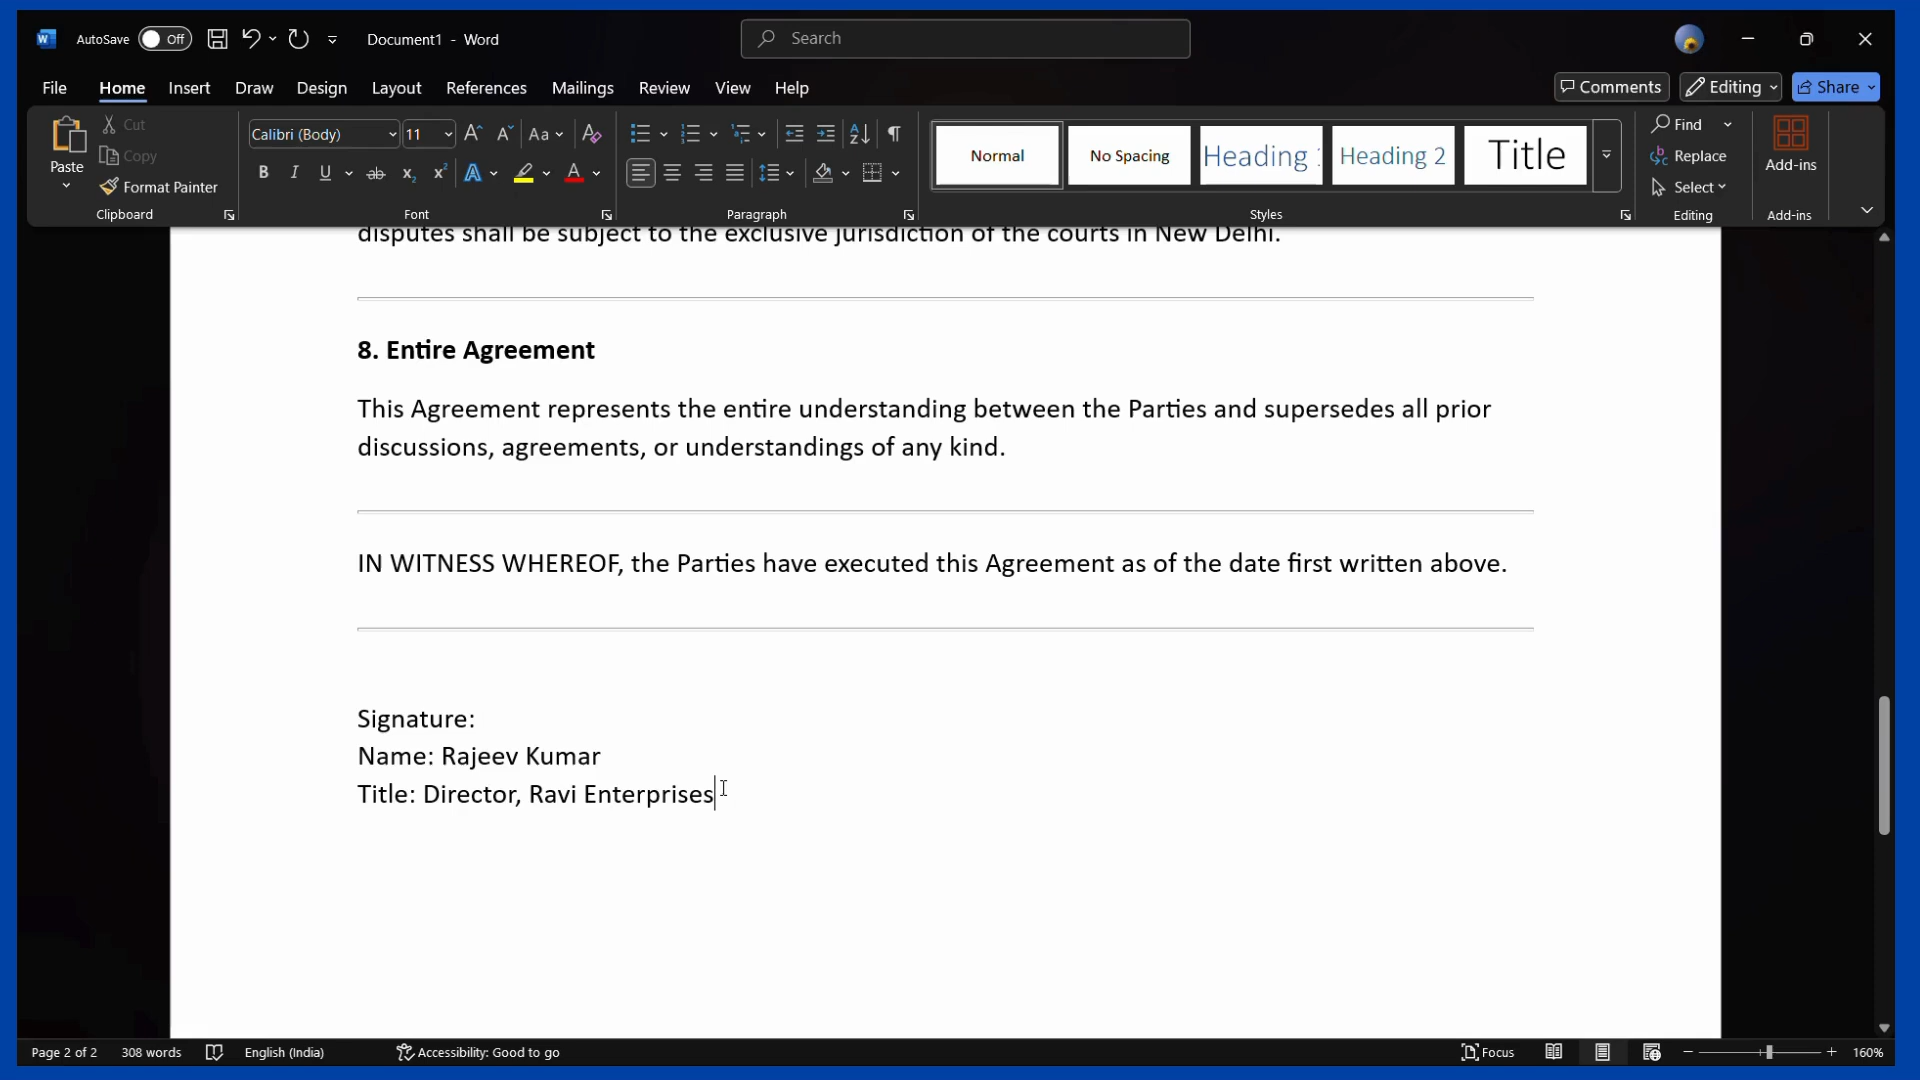 W
AutoSave Off Document1 - Word Search
File Home Insert Draw Design Layout References Mailings Review View Help Comments Editing Share
Paste Cut Copy Format Painter Clipboard
Calibri (Body) 11 A A Aa A
B I U ab x₂ x² A A
Font
Paragraph
Normal No Spacing Heading 1 Heading 2 Title
Styles
Find
Replace
Select
Editing
Add-ins
Add-ins
disputes shall be subject to the exclusive jurisdiction of the courts in New Delhi.
8. Entire Agreement
This Agreement represents the entire understanding between the Parties and supersedes all prior
discussions, agreements, or understandings of any kind.
IN WITNESS WHEREOF, the Parties have executed this Agreement as of the date first written above.
Signature:
Name: Rajeev Kumar
Title: Director, Ravi Enterprises
Page 2 of 2 308 words English (India) Accessibility: Good to go Focus 160%